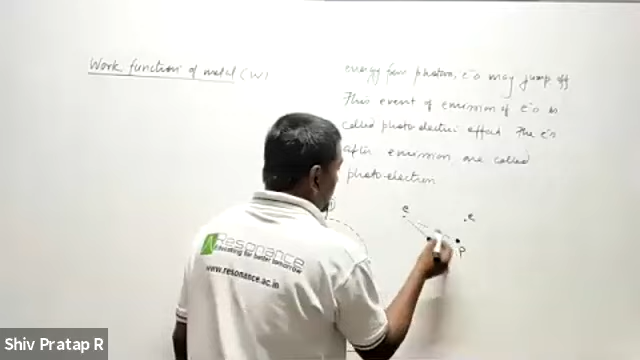 Work function of metal (W)
energy from photons, e⁻s may jump off
This event of emission of e⁻s is
called photo-electric effect The e⁻s
after emission are called
photo-electron
e
e
P
Resonance
Educating for better tomorrow
www.resonance.ac.in
Shiv Pratap R